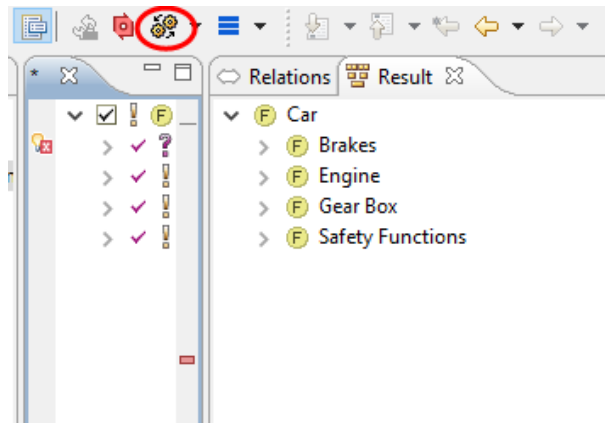 *
Relations
Result
F
F Car
F Brakes
F Engine
F Gear Box
F Safety Functions